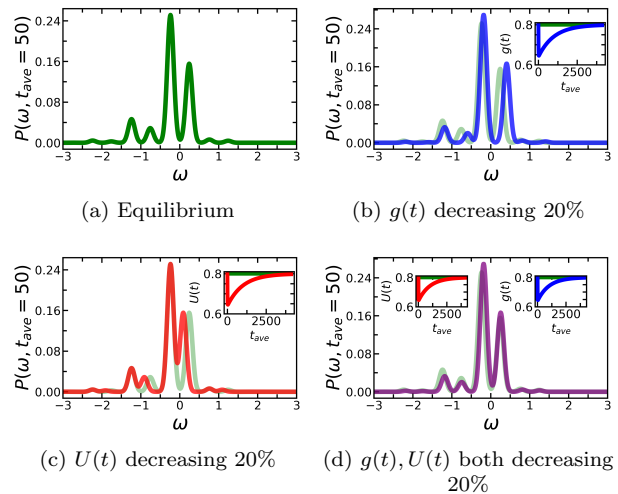 P(ω, t_ave = 50)
0.24
0.16
0.08
0.00
−3 −2 −1 0 1 2 3
ω
(a) Equilibrium
P(ω, t_ave = 50)
0.24
0.16
0.08
0.00
−3 −2 −1 0 1 2 3
ω
g(t)
0.8
0.6
0 2500
t_ave
(b) g(t) decreasing 20%
P(ω, t_ave = 50)
0.24
0.16
0.08
0.00
−3 −2 −1 0 1 2 3
ω
U(t)
0.8
0.6
0 2500
t_ave
(c) U(t) decreasing 20%
P(ω, t_ave = 50)
0.24
0.16
0.08
0.00
−3 −2 −1 0 1 2 3
ω
U(t)
0.8
0.6
0 2500
t_ave
g(t)
0.8
0.6
0 2500
t_ave
(d) g(t), U(t) both decreasing
20%